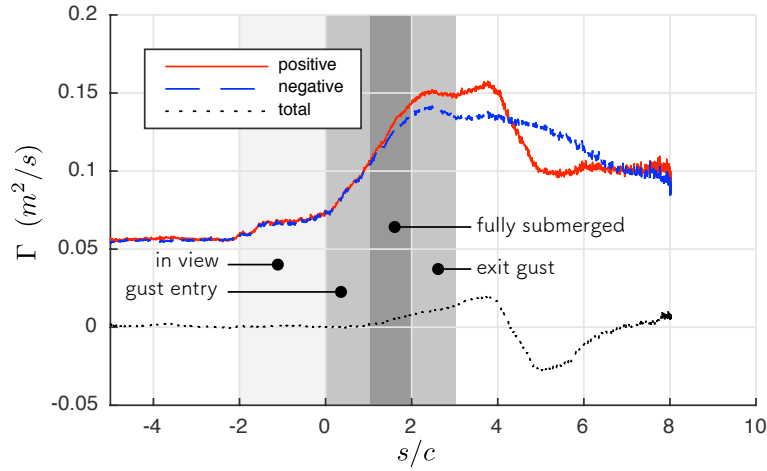 0.2
positive
negative
total
0.15
0.1
Γ (m²/s)
fully submerged
0.05
in view
exit gust
gust entry
0
-0.05
-4
-2
0
2
4
6
8
10
s/c